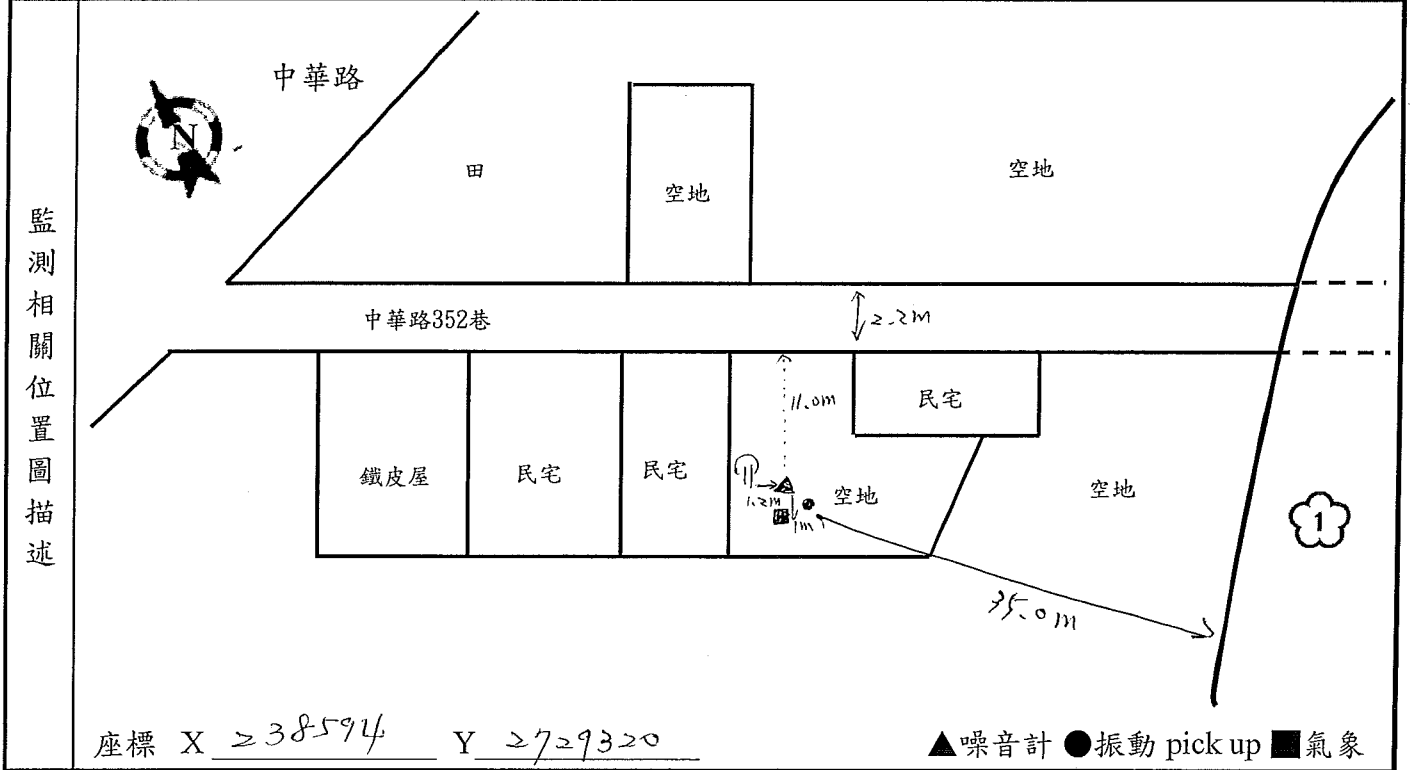 監測相關位置圖描述
中華路
N
田
空地
空地
中華路352巷
2.2m
11.0m
民宅
鐵皮屋
民宅
民宅
1.2m
1m
空地
空地
1
35.0m
座標 X 238594 Y 2729320
▲噪音計 ●振動 pick up ■氣象